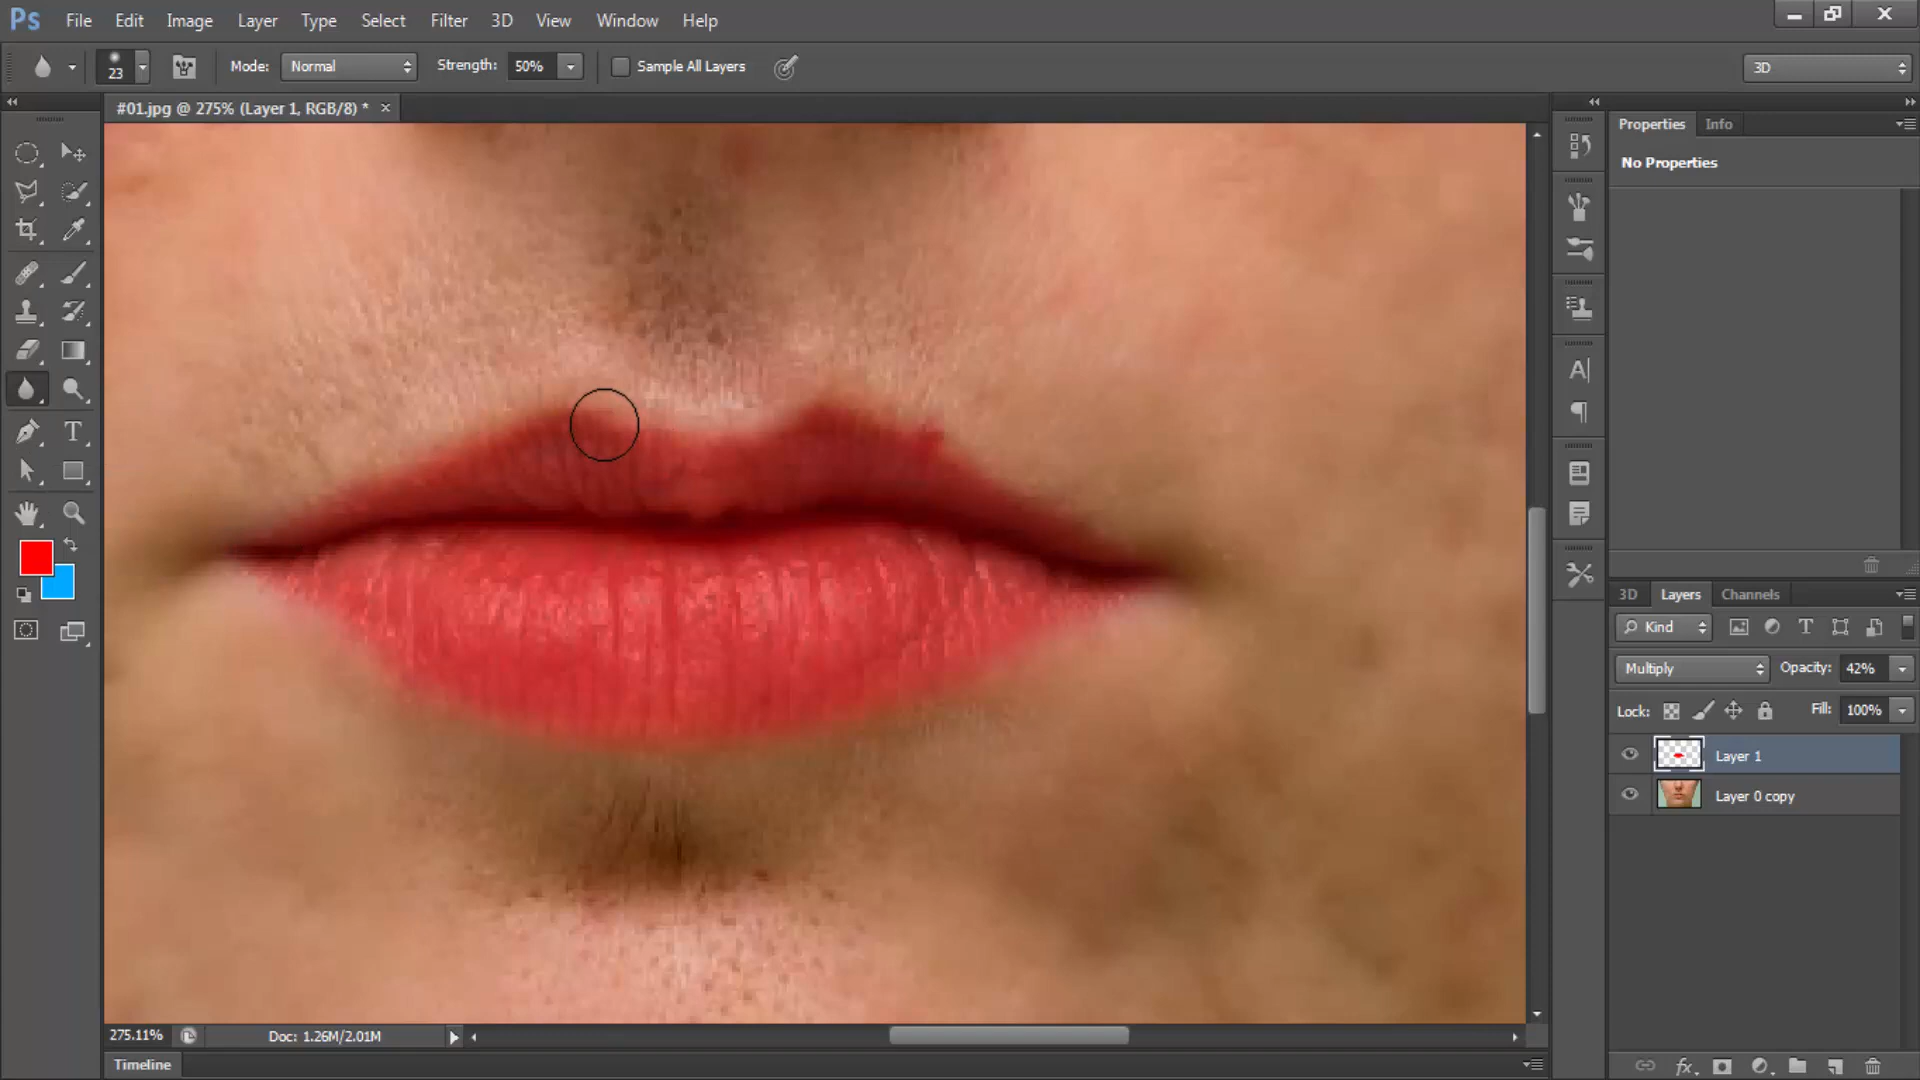 Ps File Edit Image Layer Type Select Filter 3D View Window Help
23 Mode: Normal Strength: 50% Sample All Layers 3D
#01.jpg @ 275% (Layer 1, RGB/8) * ×
Properties Info
No Properties
3D Layers Channels
Kind
Multiply Opacity: 42%
Lock: Fill: 100%
Layer 1
Layer 0 copy
275.11% Doc: 1.26M/2.01M
Timeline